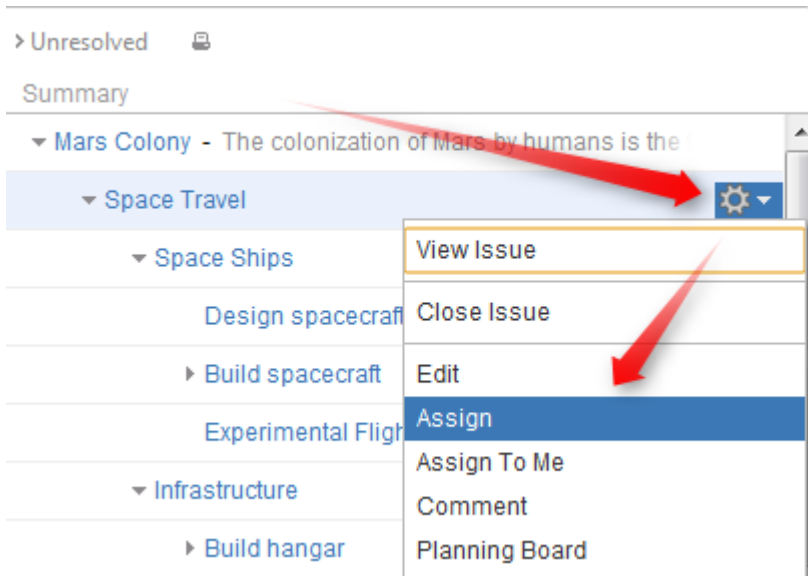 Unresolved
Summary
Mars Colony - The colonization of Mars by humans is the
Space Travel
View Issue
Space Ships
Close Issue
Design spacecraft
Edit
Build spacecraft
Assign
Experimental Fligh
Assign To Me
Infrastructure
Comment
Build hangar
Planning Board